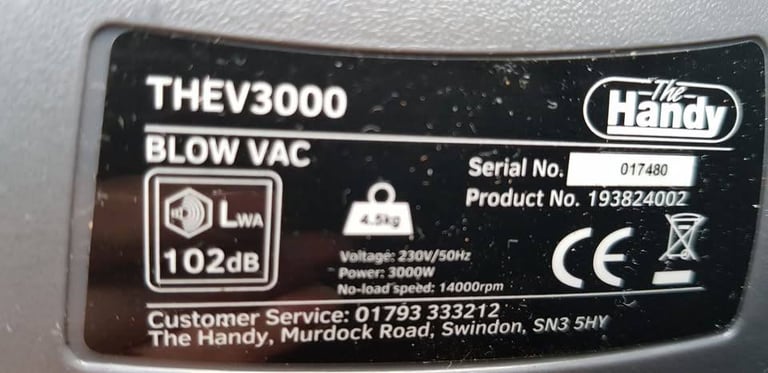 THEV3000
The Handy
BLOW VAC
Serial No. 017480
Product No. 193824002
LWA
102dB
4.5kg
Voltage: 230V/50Hz
Power: 3000W
No-load speed: 14000rpm
CE
Customer Service: 01793 333212
The Handy, Murdock Road, Swindon, SN3 5HY